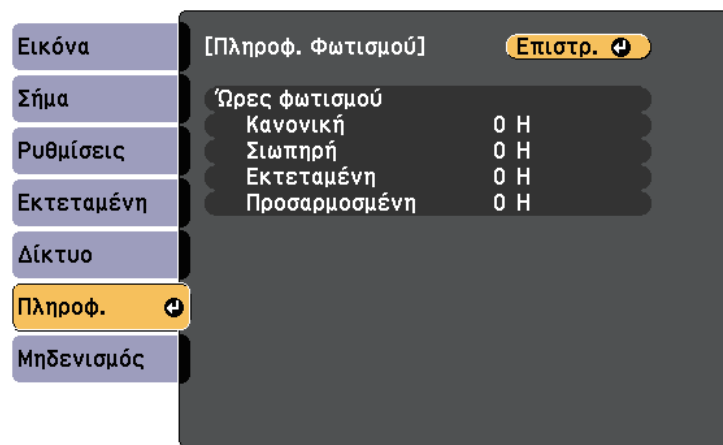 Εικόνα
Σήμα
Ρυθμίσεις
Εκτεταμένη
Δίκτυο
Πληροφ.
Μηδενισμός
[Πληροφ. Φωτισμού] Επιστρ.
Ώρες φωτισμού
Κανονική 0 H
Σιωπηρή 0 H
Εκτεταμένη 0 H
Προσαρμοσμένη 0 H